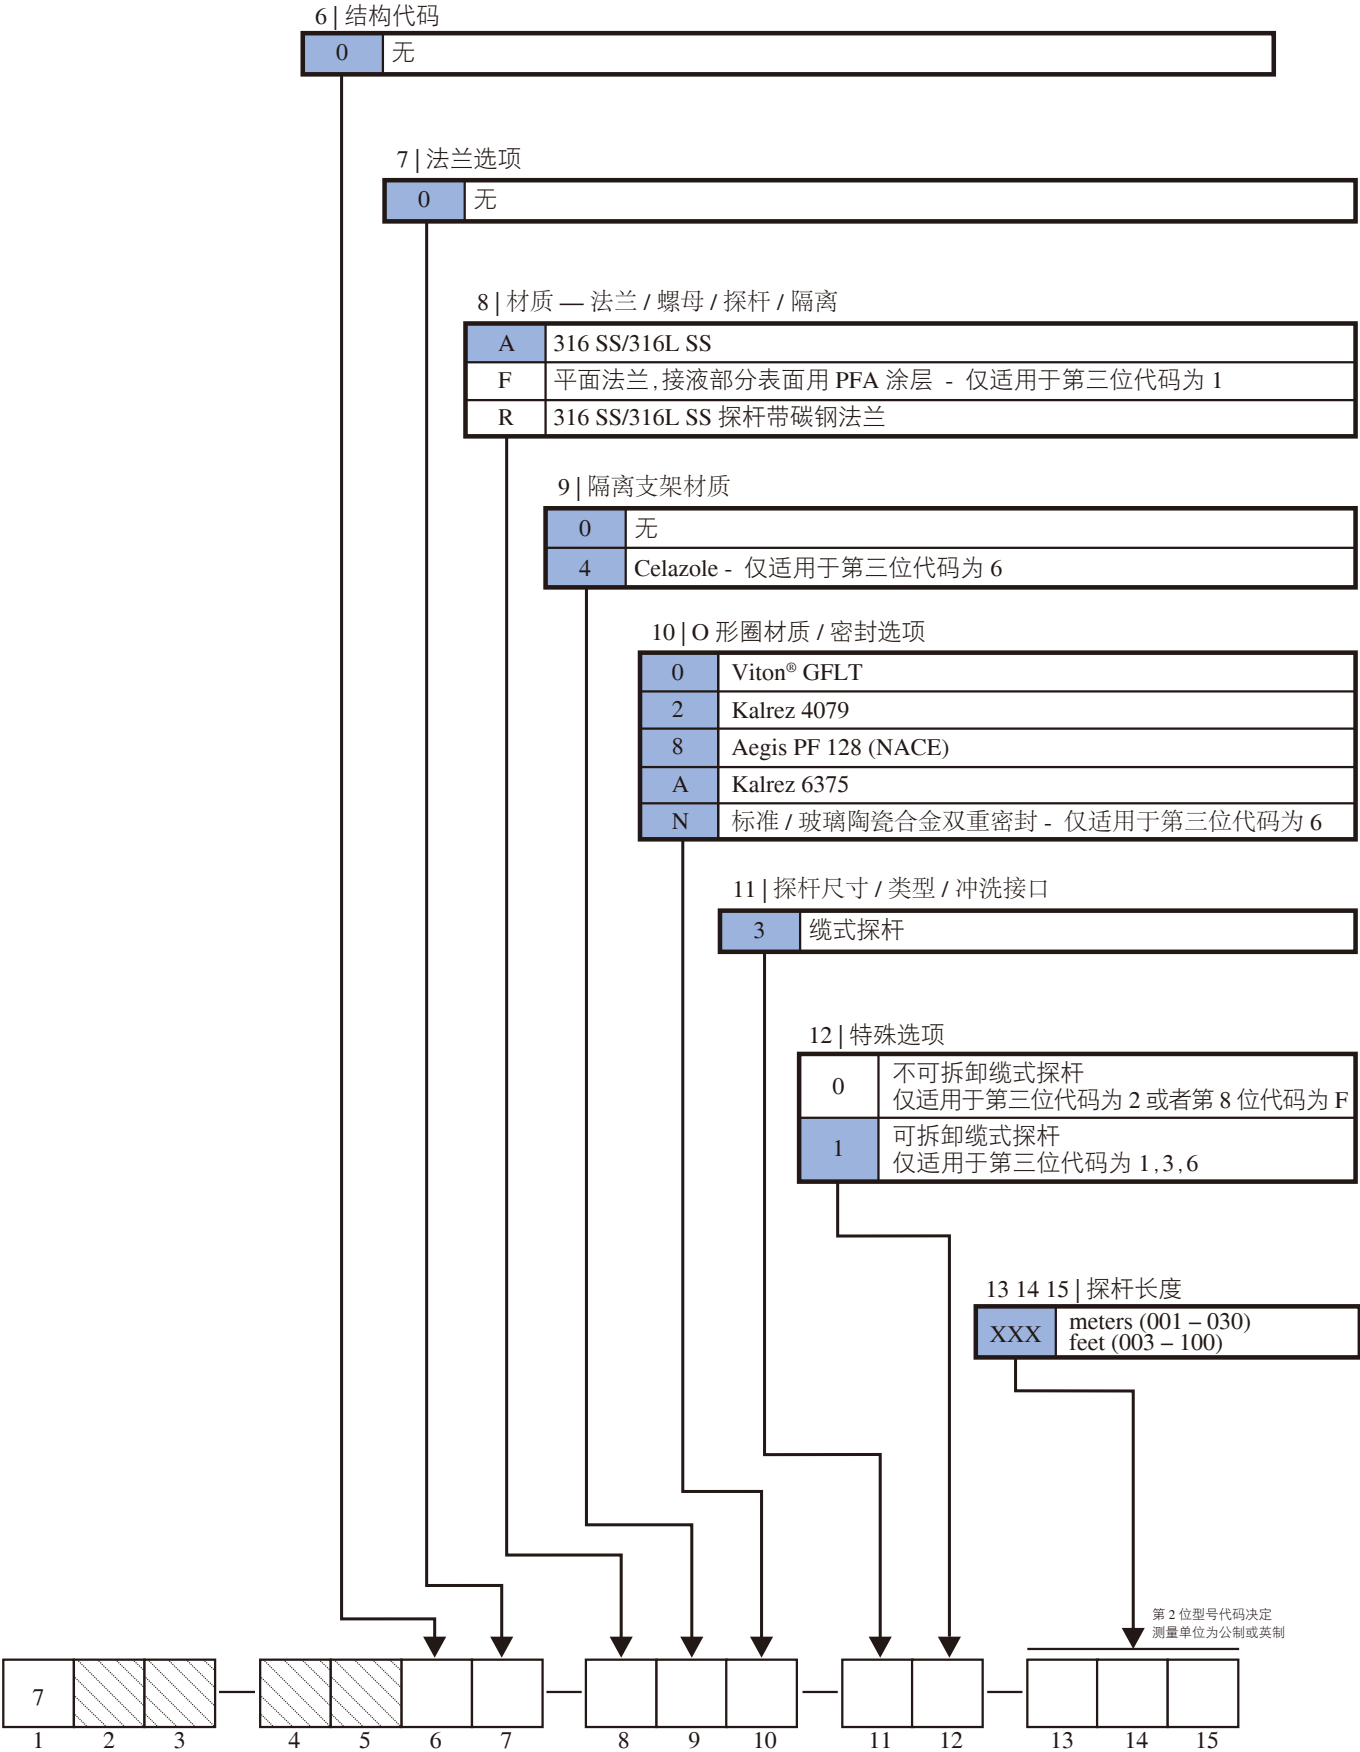 6 | 结构代码
0 无
7 | 法兰选项
0 无
8 | 材质 — 法兰 / 螺母 / 探杆 / 隔离
A 316 SS/316L SS
F 平面法兰,接液部分表面用 PFA 涂层 - 仅适用于第三位代码为 1
R 316 SS/316L SS 探杆带碳钢法兰
9 | 隔离支架材质
0 无
4 Celazole - 仅适用于第三位代码为 6
10 | O 形圈材质 / 密封选项
0 Viton® GFLT
2 Kalrez 4079
8 Aegis PF 128 (NACE)
A Kalrez 6375
N 标准 / 玻璃陶瓷合金双重密封 - 仅适用于第三位代码为 6
11 | 探杆尺寸 / 类型 / 冲洗接口
3 缆式探杆
12 | 特殊选项
0 不可拆卸缆式探杆
仅适用于第三位代码为 2 或者第 8 位代码为 F
1 可拆卸缆式探杆
仅适用于第三位代码为 1,3,6
13 14 15 | 探杆长度
XXX meters (001 – 030)
feet (003 – 100)
第 2 位型号代码决定
测量单位为公制或英制
7
1 2 3 4 5 6 7 8 9 10 11 12 13 14 15